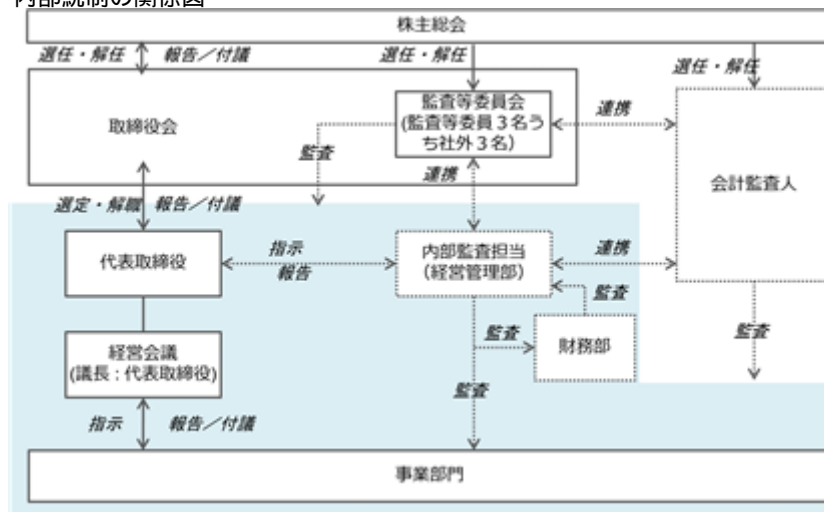 内部統制の関係図
株主総会
選任・解任 報告／付議 選任・解任 選任・解任
取締役会
監査等委員会
(監査等委員３名う
ち社外３名)
連携
監査
連携
会計監査人
選定・解職 報告／付議
代表取締役
指示
報告
内部監査担当
（経営管理部）
連携
監査
監査
財務部
監査
経営会議
(議長：代表取締役)
監査
指示 報告／付議
事業部門